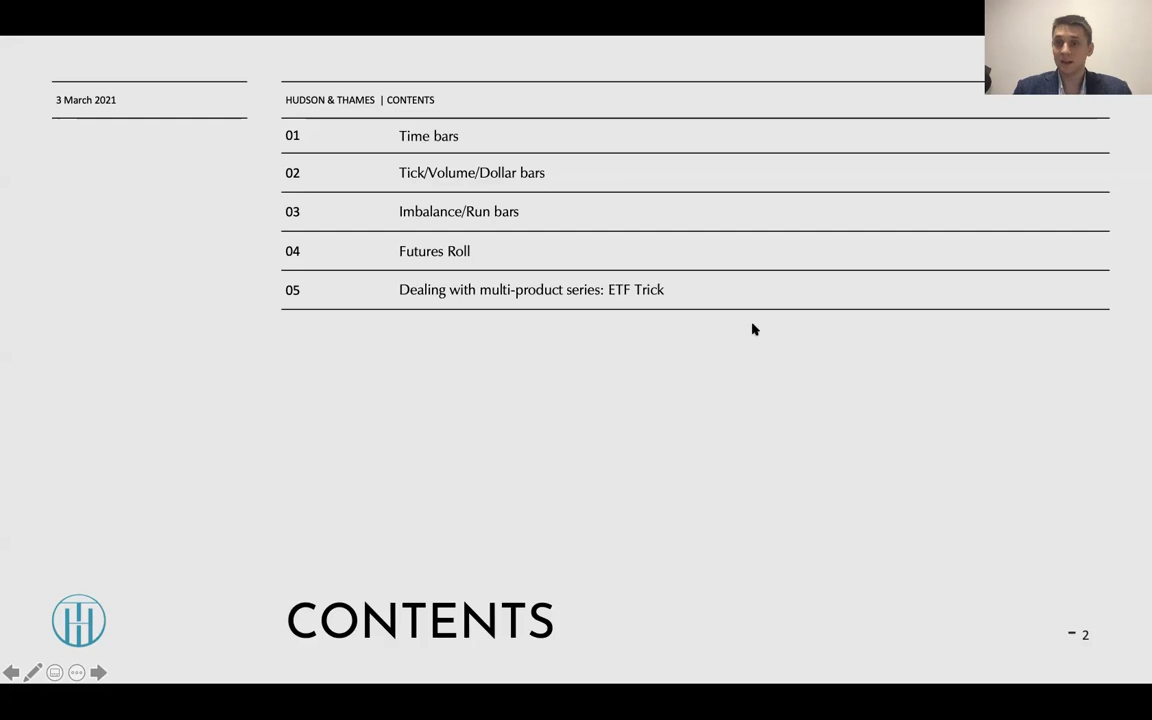 3 March 2021
HUDSON & THAMES | CONTENTS
01 Time bars
02 Tick/Volume/Dollar bars
03 Imbalance/Run bars
04 Futures Roll
05 Dealing with multi-product series: ETF Trick
CONTENTS
- 2